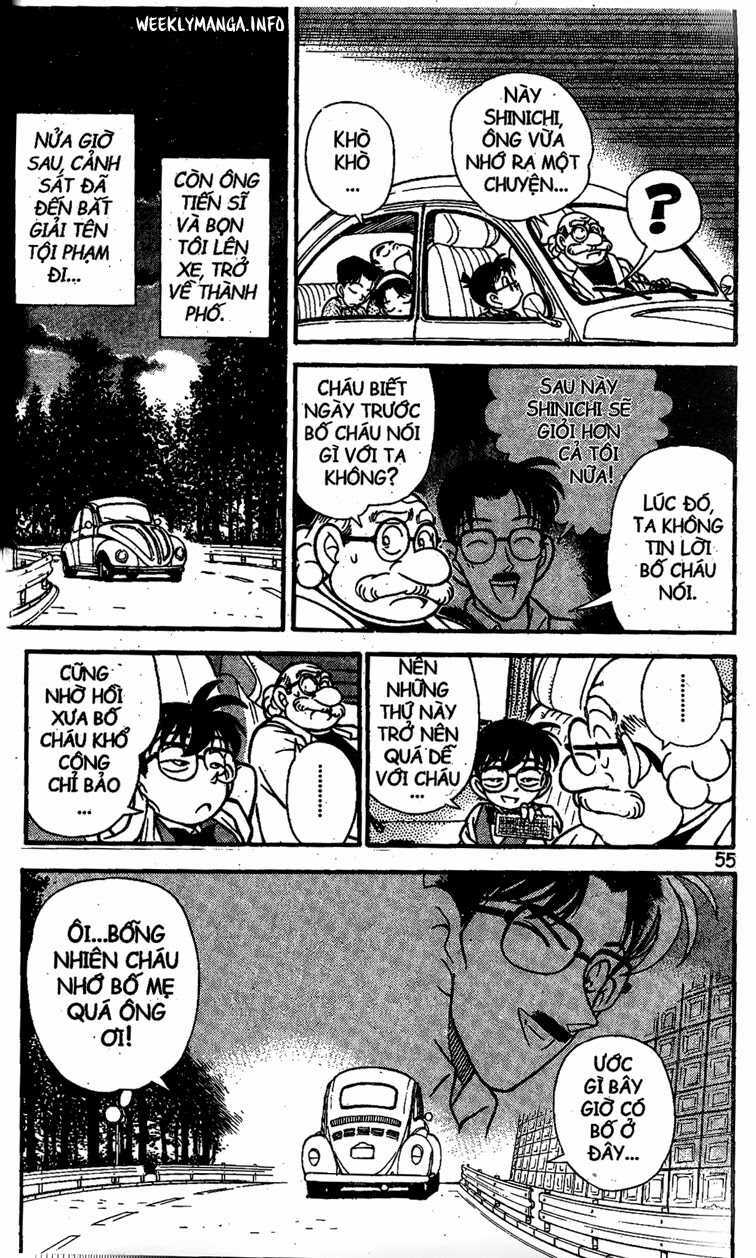 WEEKLYMANGA.INFO
NỬA GIỜ
SAU, CẢNH
SÁT ĐÃ
ĐẾN BẮT
GIẢI TÊN
TỘI PHẠM
ĐI...
CÒN ÔNG
TIẾN SĨ
VÀ BỌN
TÔI LÊN
XE, TRỞ
VỀ THÀNH
PHỐ.
KHÒ
KHÒ
...
NÀY
SHINICHI,
ÔNG VỪA
NHỚ RA MỘT
CHUYỆN...
?
CHÁU BIẾT
NGÀY TRƯỚC
BỐ CHÁU NÓI
GÌ VỚI TA
KHÔNG?
SAU NÀY
SHINICHI SẼ
GIỎI HƠN
CẢ TÔI
NỮA!
LÚC ĐÓ,
TA KHÔNG
TIN LỜI
BỐ CHÁU
NÓI.
CŨNG
NHỜ HỒI
XƯA BỐ
CHÁU KHỔ
CÔNG
CHỈ BẢO
...
........
NÊN
NHỮNG
THỨ NÀY
TRỞ NÊN
QUÁ DỄ
VỚI CHÁU
...
........
55
ÔI...BỖNG
NHIÊN CHÁU
NHỚ BỐ MẸ
QUÁ ÔNG
ƠI!
ƯỚC
GÌ BÂY
GIỜ CÓ
BỐ Ở
ĐÂY...